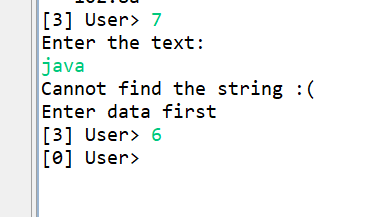 [3] User> 7
Enter the text:
java
Cannot find the string :(
Enter data first
[3] User> 6
[0] User>